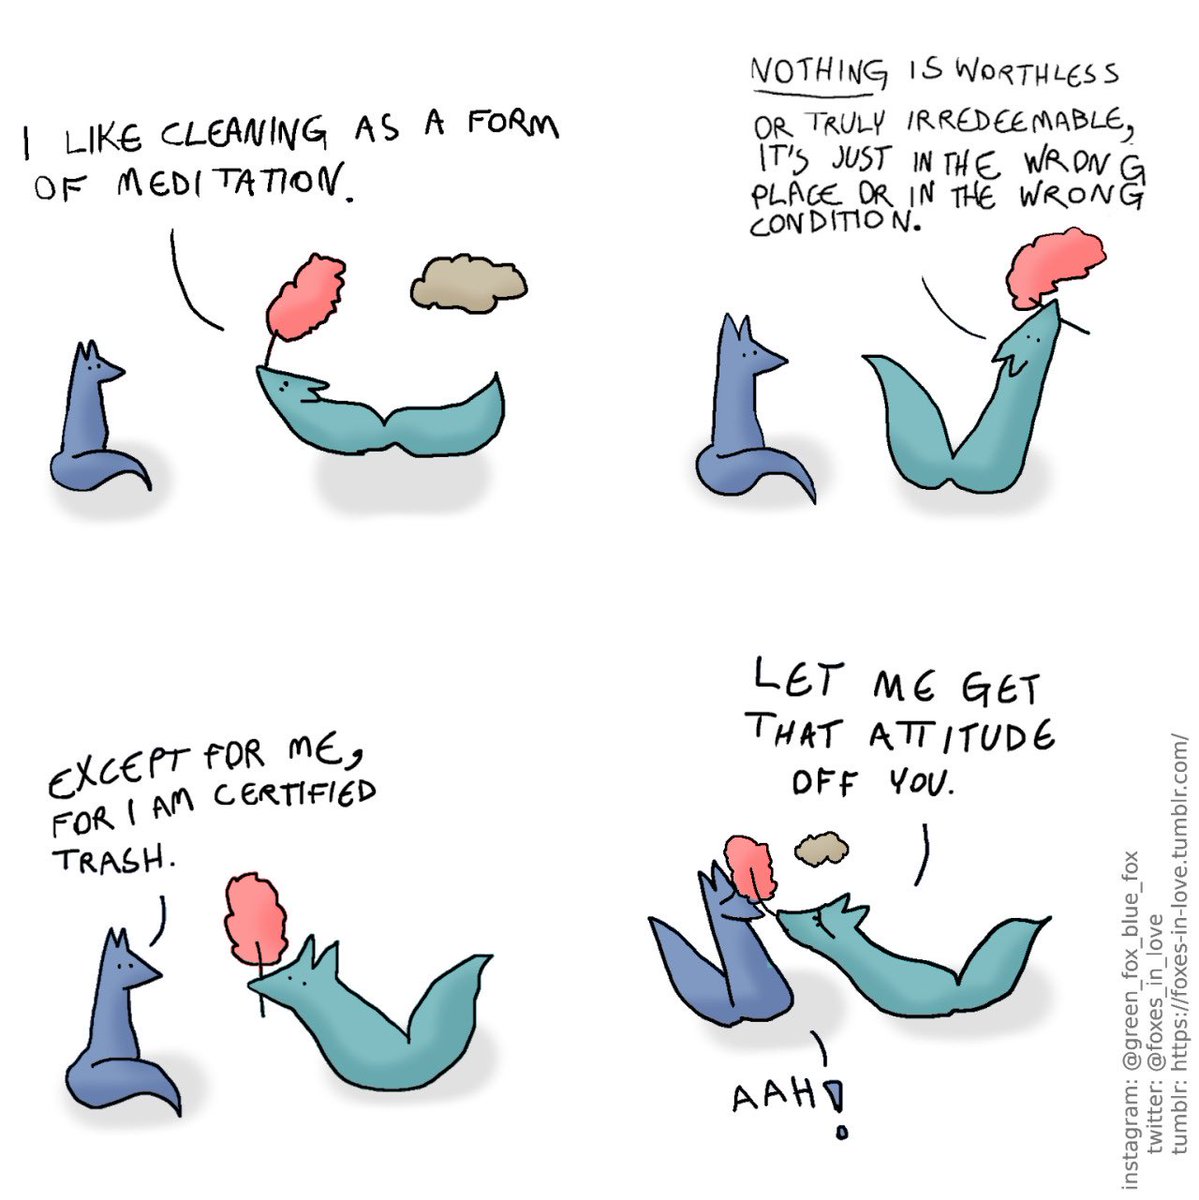 I LIKE CLEANING AS A FORM
OF MEDITATION.
NOTHING IS WORTHLESS
OR TRULY IRREDEEMABLE,
IT'S JUST IN THE WRONG
PLACE OR IN THE WRONG
CONDITION.
EXCEPT FOR ME,
FOR I AM CERTIFIED
TRASH.
LET ME GET
THAT ATTITUDE
OFF YOU.
AAH!
instagram: @green_fox_blue_fox
twitter: @foxes_in_love
tumblr: https://foxes-in-love.tumblr.com/